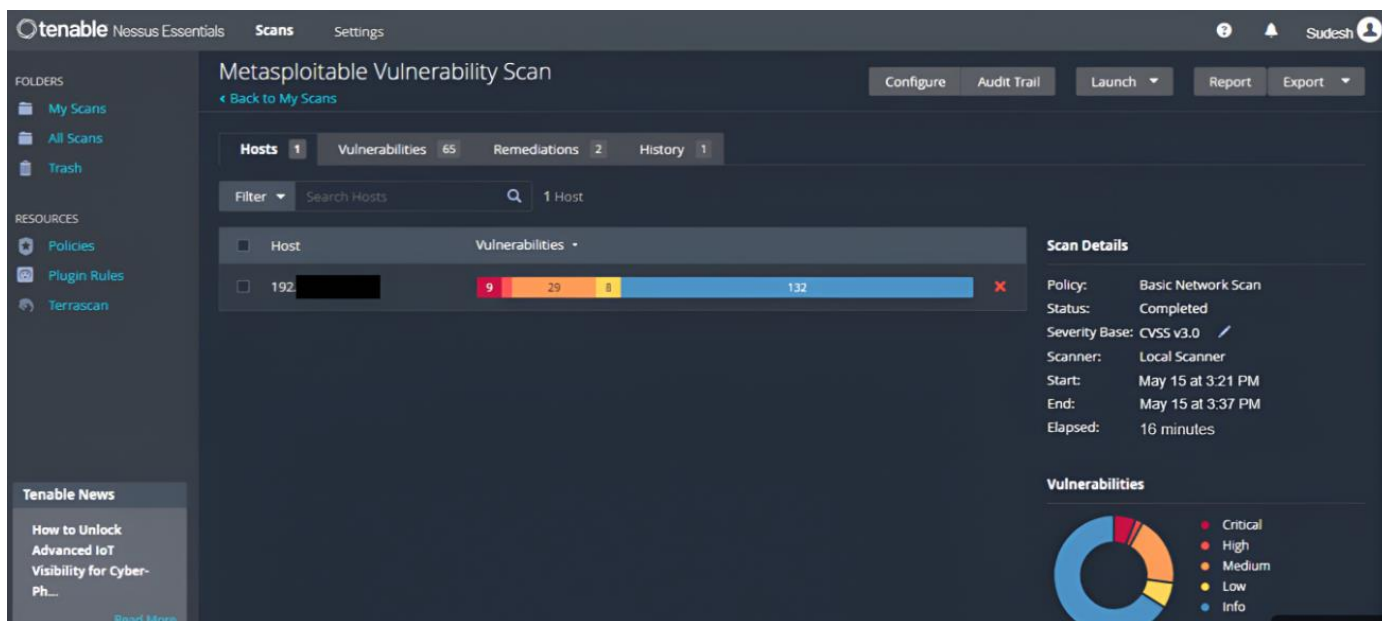 tenable Nessus Essentials Scans Settings Sudesh
FOLDERS
My Scans
All Scans
Trash
RESOURCES
Policies
Plugin Rules
Terrascan
Tenable News
How to Unlock
Advanced IoT
Visibility for Cyber-
Ph...
Read More
Metasploitable Vulnerability Scan
Back to My Scans
Configure Audit Trail Launch Report Export
Hosts 1 Vulnerabilities 65 Remediations 2 History 1
Filter Search Hosts 1 Host
Host Vulnerabilities
192. 9 29 8 132
Scan Details
Policy: Basic Network Scan
Status: Completed
Severity Base: CVSS v3.0
Scanner: Local Scanner
Start: May 15 at 3:21 PM
End: May 15 at 3:37 PM
Elapsed: 16 minutes
Vulnerabilities
Critical
High
Medium
Low
Info